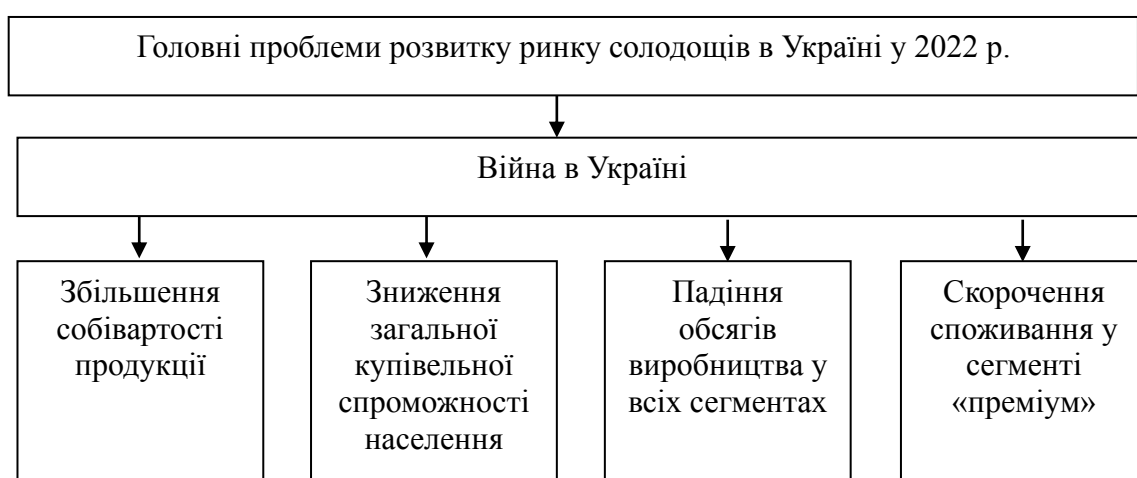 Головні проблеми розвитку ринку солодощів в Україні у 2022 р.
Війна в Україні
Збільшення
собівартості
продукції
Зниження
загальної
купівельної
спроможності
населення
Падіння
обсягів
виробництва у
всіх сегментах
Скорочення
споживання у
сегменті
«преміум»